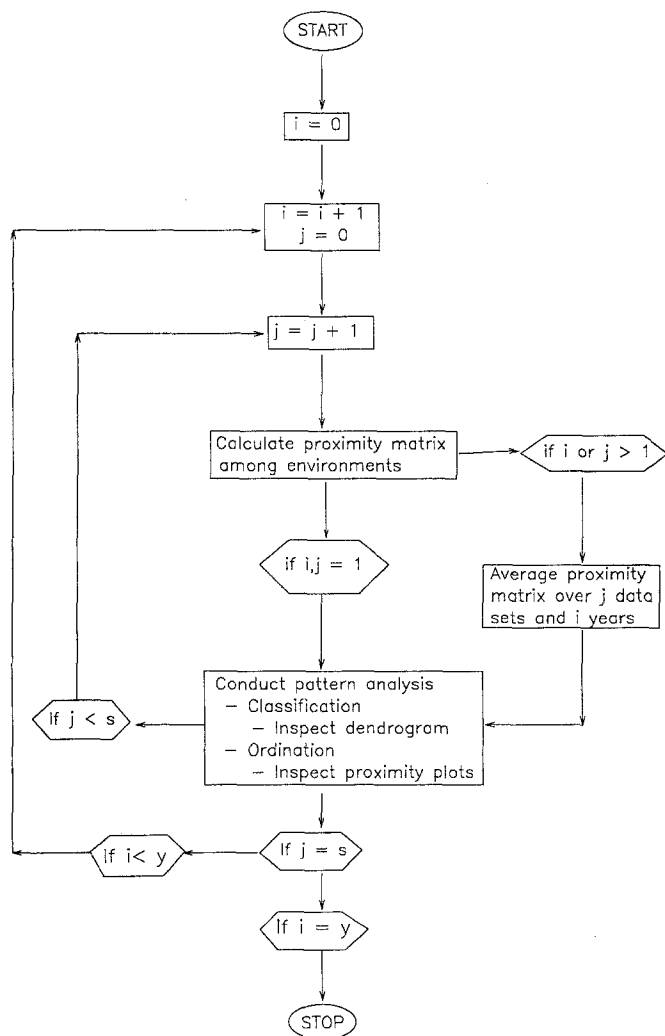 START
i = 0
i = i + 1
j = 0
j = j + 1
Calculate proximity matrix
among environments
if i or j > 1
if i,j = 1
Average proximity
matrix over j data
sets and i years
Conduct pattern analysis
– Classification
– Inspect dendrogram
– Ordination
– Inspect proximity plots
If j < s
If j = s
If i< y
If i = y
STOP